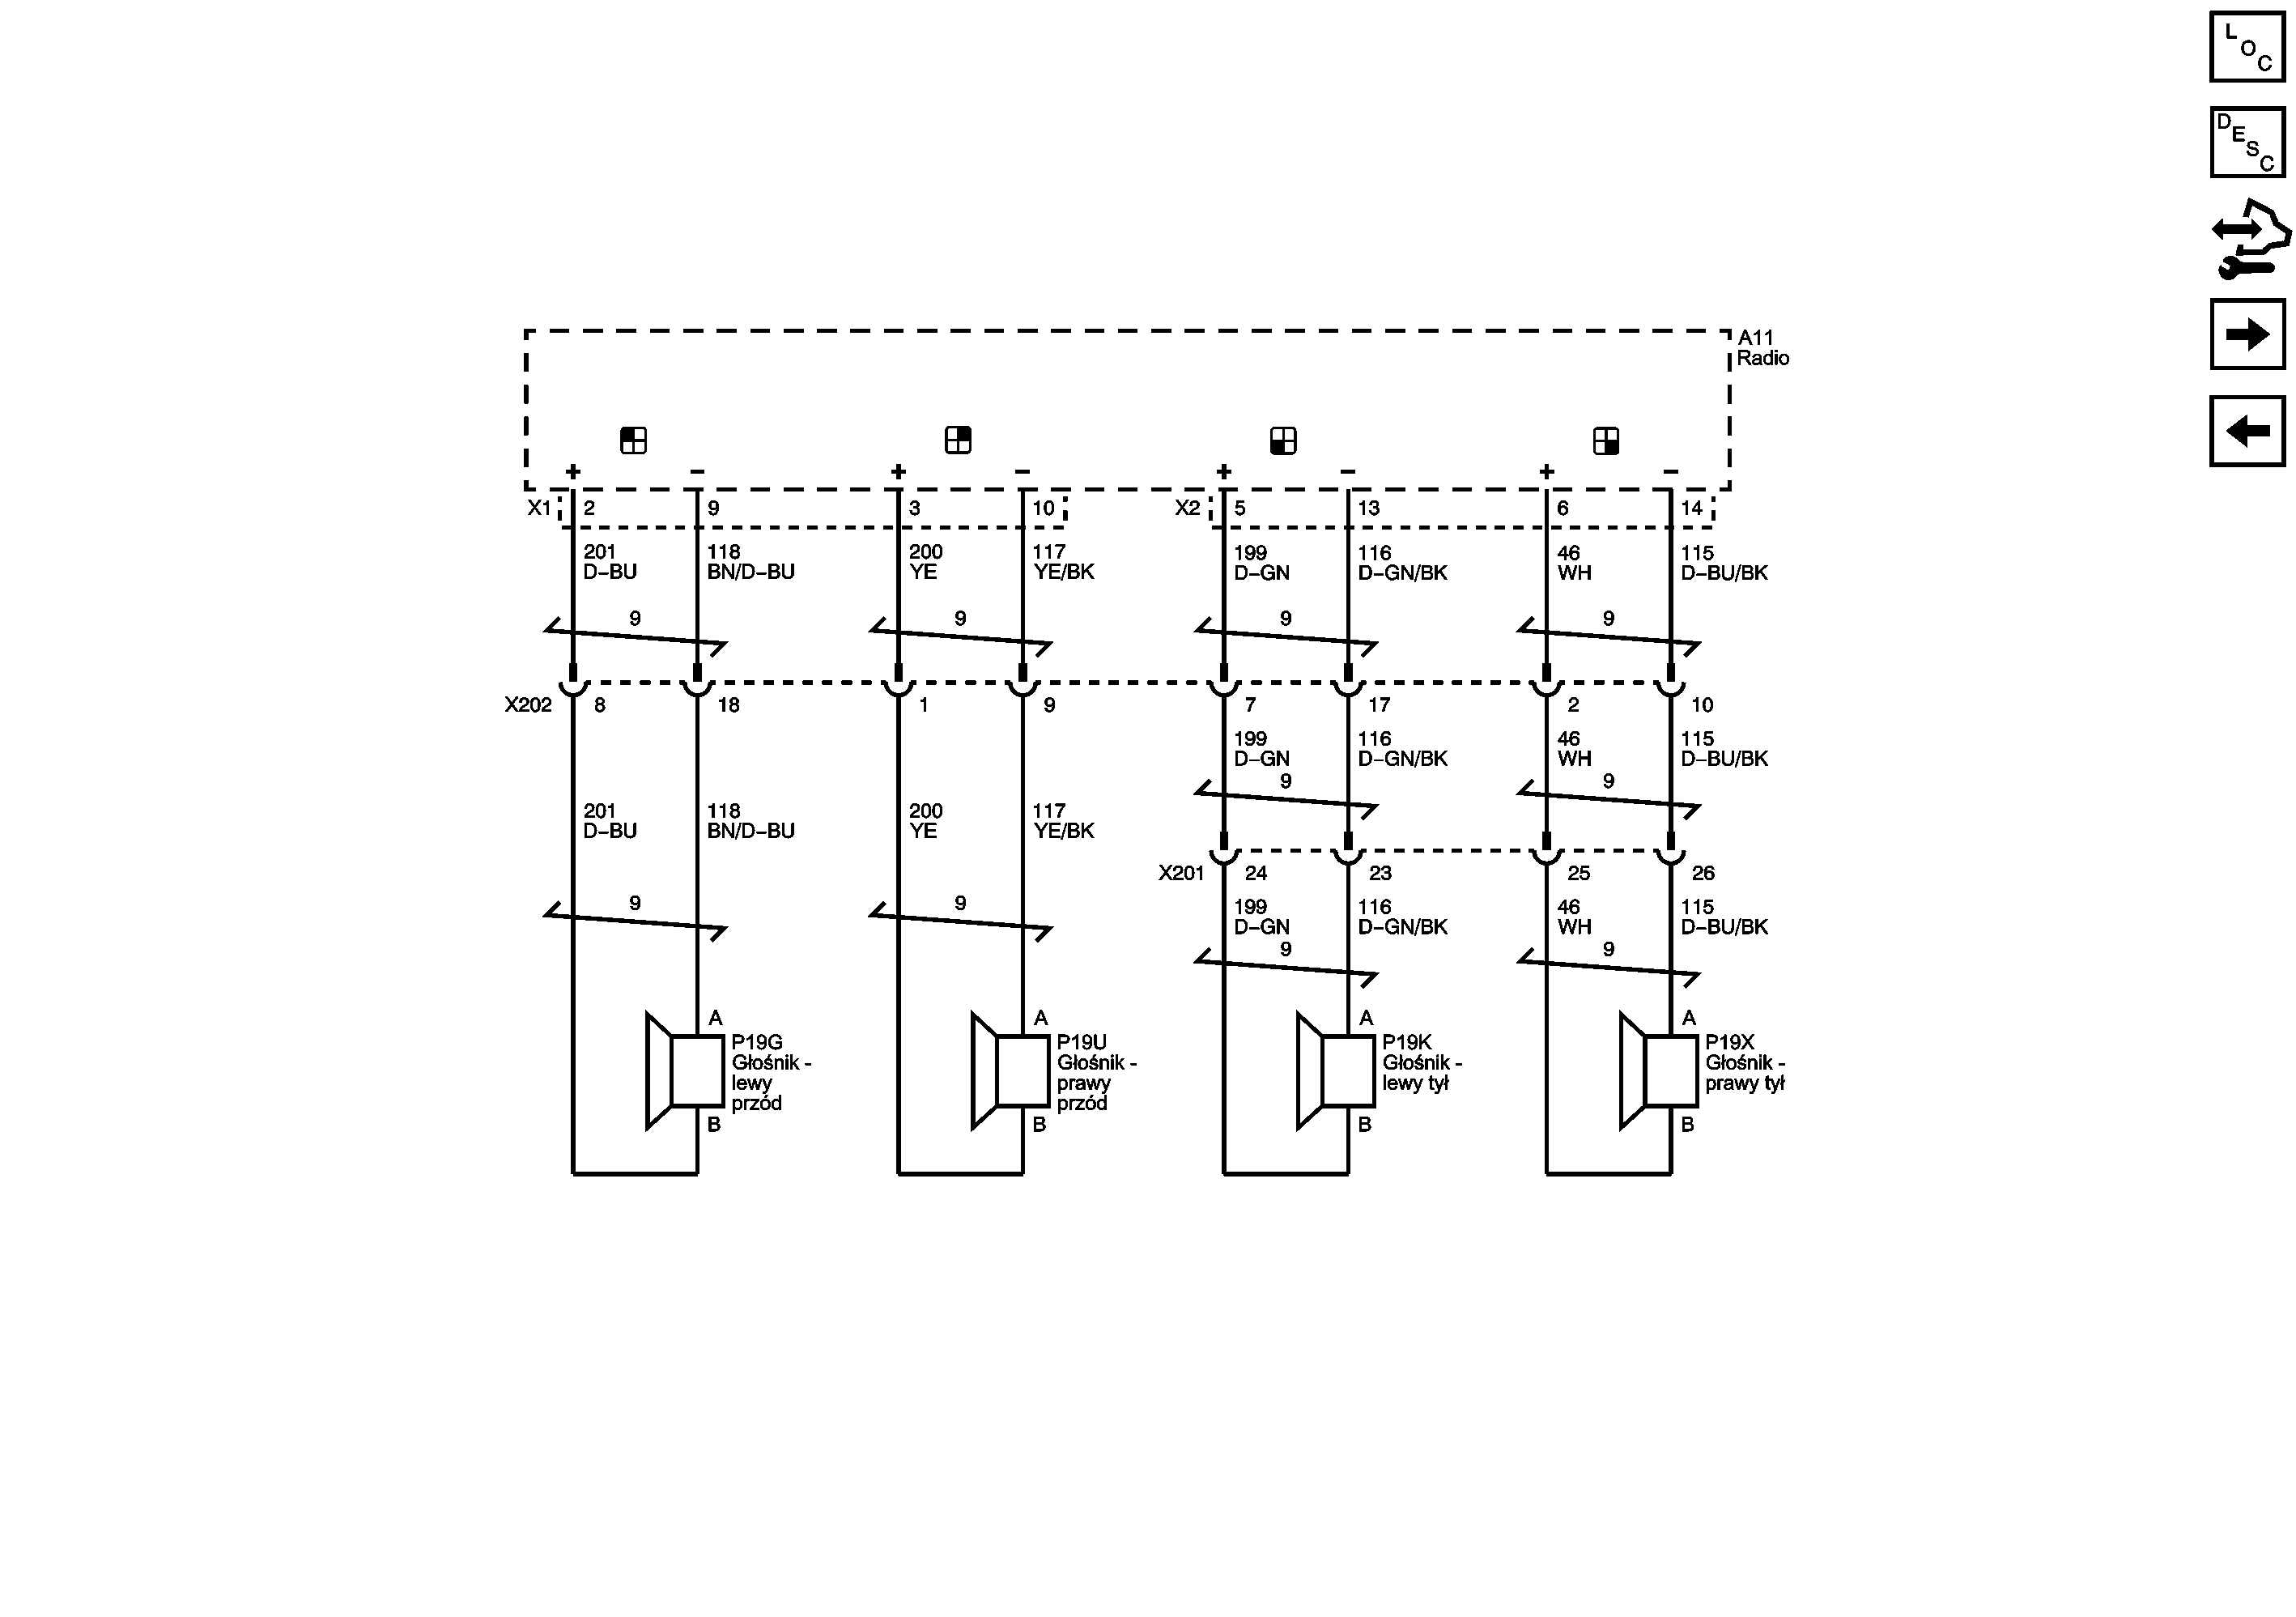 L
O
C
D
E
S
C
A11
Radio
+ − + − + − + −
X1 2 9 3 10 X2 5 13 6 14
201 118 200 117 199 116 46 115
D−BU BN/D−BU YE YE/BK D−GN D−GN/BK WH D−BU/BK
9 9 9 9
X202 8 18 1 9 7 17 2 10
199 116 46 115
D−GN D−GN/BK WH D−BU/BK
9 9
201 118 200 117
D−BU BN/D−BU YE YE/BK
X201 24 23 25 26
9 9
199 116 46 115
D−GN D−GN/BK WH D−BU/BK
9 9
A A A A
P19G
Głośnik -
lewy
przód
P19U
Głośnik -
prawy
przód
P19K
Głośnik -
lewy tył
P19X
Głośnik -
prawy tył
B B B B